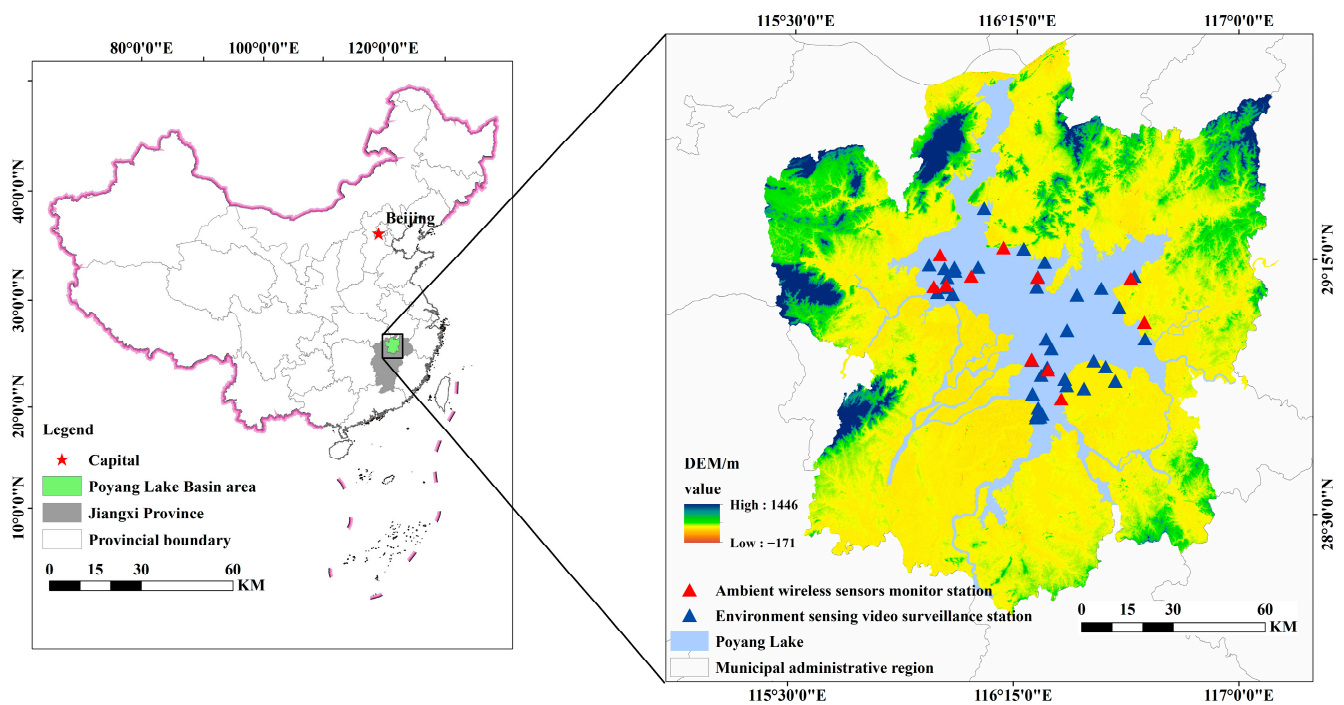 80°0'0"E 100°0'0"E 120°0'0"E
40°0'0"N
30°0'0"N
20°0'0"N
10°0'0"N
Beijing
Legend
Capital
Poyang Lake Basin area
Jiangxi Province
Provincial boundary
0 15 30 60 KM
115°30'0"E 116°15'0"E 117°0'0"E
29°15'0"N
28°30'0"N
DEM/m
value
High : 1446
Low : −171
Ambient wireless sensors monitor station
Environment sensing video surveillance station
Poyang Lake
Municipal administrative region
0 15 30 60 KM
115°30'0"E 116°15'0"E 117°0'0"E